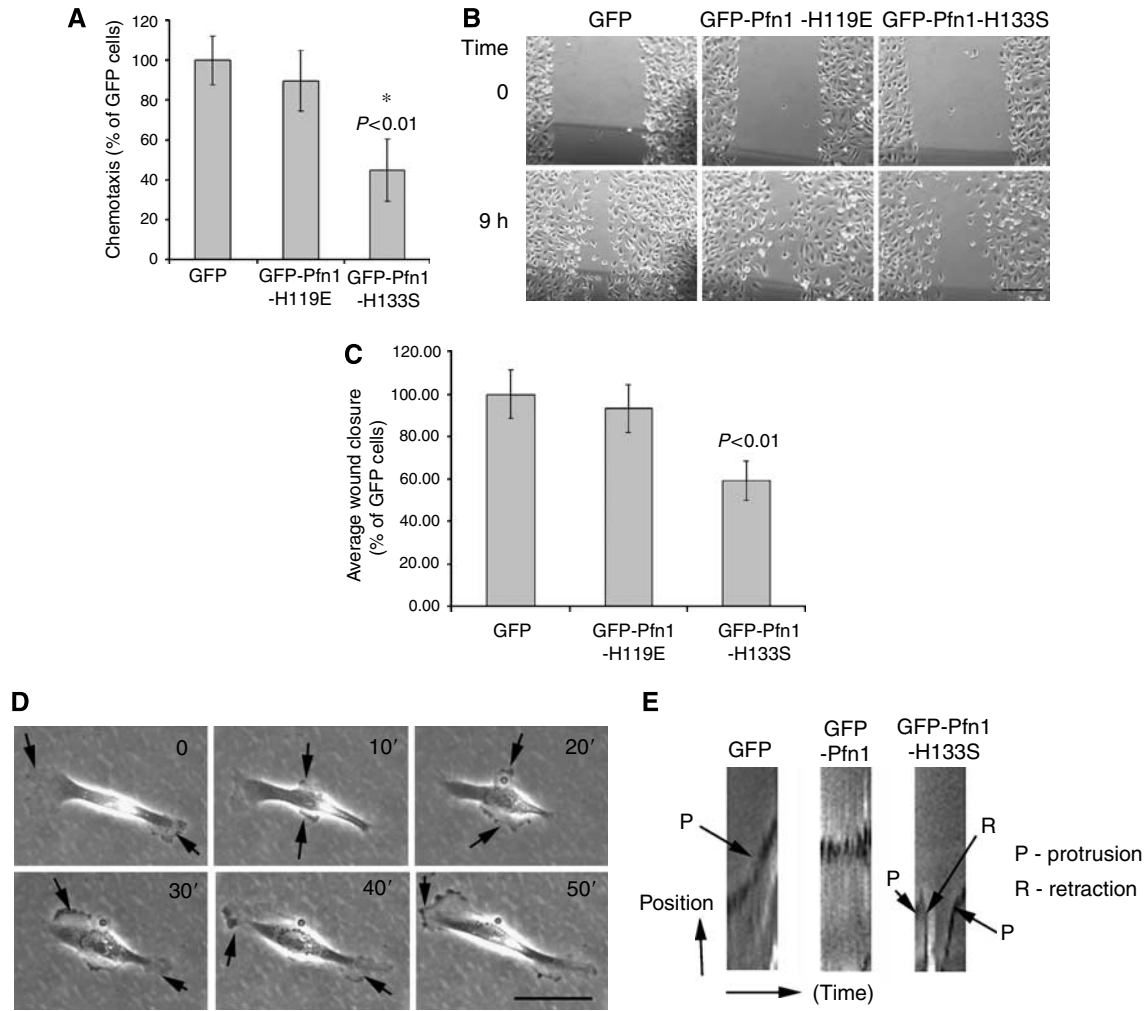 A
Chemotaxis (% of GFP cells)
120
100
80
60
40
20
0
*
P<0.01
GFP
GFP-Pfn1
-H119E
GFP-Pfn1
-H133S
B
GFP
GFP-Pfn1 -H119E
GFP-Pfn1-H133S
Time
0
9 h
C
Average wound closure
(% of GFP cells)
120.00
100.00
80.00
60.00
40.00
20.00
0.00
P<0.01
GFP
GFP-Pfn1
-H119E
GFP-Pfn1
-H133S
D
0
10′
20′
30′
40′
50′
E
GFP
GFP
-Pfn1
GFP-Pfn1
-H133S
P
R
P
P
P - protrusion
R - retraction
Position
(Time)